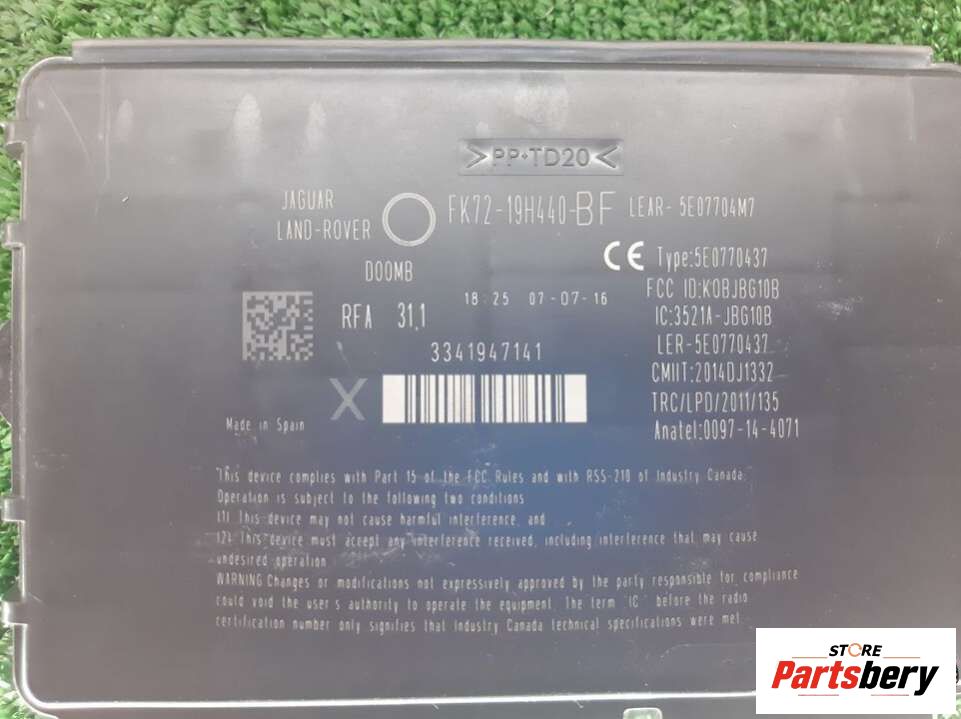 >PP+TD20<
JAGUAR
LAND-ROVER
FK72-19H440-BF
LEAR- 5E07704M7
D00MB
CE Type:5E0770437
FCC ID:KOBJBG10B
IC:3521A-JBG10B
LER-5E0770437
CMIIT:2014DJ1332
TRC/LPD/2011/135
Anatel:0097-14-4071
18:25 07-07-16
RFA 31,1
3341947141
X
Made in Spain
This device complies with Part 15 of the FCC Rules and with RSS-210 of Industry Canada.
Operation is subject to the following two conditions
(1) This device may not cause harmful interference, and
(2) This device must accept any interference received, including interference that may cause
undesired operation
WARNING Changes or modifications not expressively approved by the party responsible for compliance
could void the user s authority to operate the equipment. The term "IC" before the radio
certification number only signifies that Industry Canada technical specifications were met
STORE
Partsbery